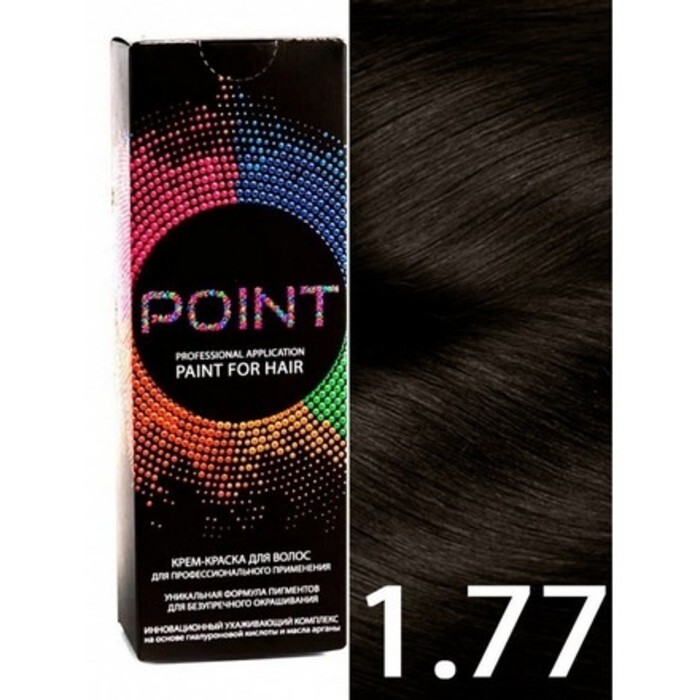 POINT
PROFESSIONAL APPLICATION
PAINT FOR HAIR
КРЕМ-КРАСКА ДЛЯ ВОЛОС
ДЛЯ ПРОФЕССИОНАЛЬНОГО ПРИМЕНЕНИЯ
УНИКАЛЬНАЯ ФОРМУЛА ПИГМЕНТОВ
ДЛЯ БЕЗУПРЕЧНОГО ОКРАШИВАНИЯ
ИННОВАЦИОННЫЙ УХАЖИВАЮЩИЙ КОМПЛЕКС
на основе гиалуроновой кислоты и масла арганы
1.77